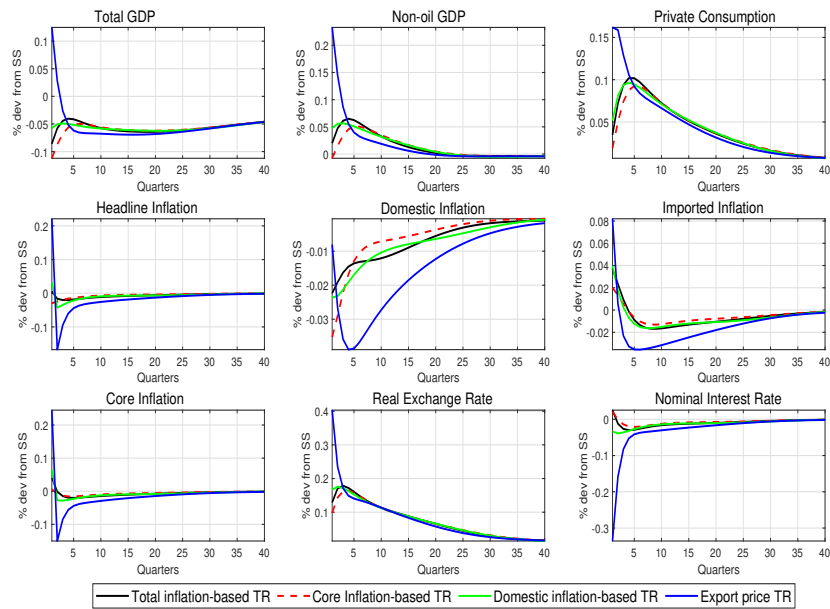 Total GDP
% dev from SS
0.1
0.05
0
-0.05
-0.1
5 10 15 20 25 30 35 40
Quarters
Non-oil GDP
% dev from SS
0.2
0.15
0.1
0.05
0
5 10 15 20 25 30 35 40
Quarters
Private Consumption
% dev from SS
0.15
0.1
0.05
5 10 15 20 25 30 35 40
Quarters
Headline Inflation
% dev from SS
0.2
0.1
0
-0.1
5 10 15 20 25 30 35 40
Quarters
Domestic Inflation
% dev from SS
-0.01
-0.02
-0.03
5 10 15 20 25 30 35 40
Quarters
Imported Inflation
% dev from SS
0.08
0.06
0.04
0.02
0
-0.02
5 10 15 20 25 30 35 40
Quarters
Core Inflation
% dev from SS
0.2
0.1
0
-0.1
5 10 15 20 25 30 35 40
Quarters
Real Exchange Rate
% dev from SS
0.4
0.3
0.2
0.1
5 10 15 20 25 30 35 40
Quarters
Nominal Interest Rate
% dev from SS
0
-0.1
-0.2
-0.3
5 10 15 20 25 30 35 40
Quarters
Total inflation-based TR Core Inflation-based TR Domestic inflation-based TR Export price TR